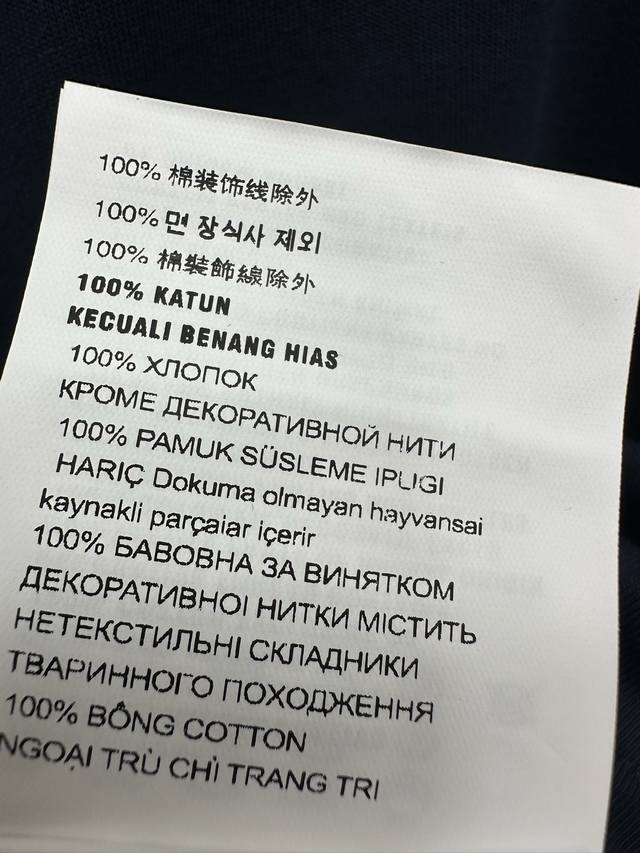 100% 棉装饰线除外
100% 면 장식사 제외
100% 棉裝飾線除外
100% KATUN
KECUALI BENANG HIAS
100% ХЛОПОК
КРОМЕ ДЕКОРАТИВНОЙ НИТИ
100% PAMUK SÜSLEME IPLIGI
HARIÇ Dokuma olmayan hayvansai
kaynakli parçaiar içerir
100% БАВОВНА ЗА ВИНЯТКОМ
ДЕКОРАТИВНОІ НИТКИ МІСТИТЬ
НЕТЕКСТИЛЬНІ СКЛАДНИКИ
ТВАРИННОГО ПОХОДЖЕННЯ
100% BÔNG COTTON
NGOẠI TRÙ CHỈ TRANG TRI